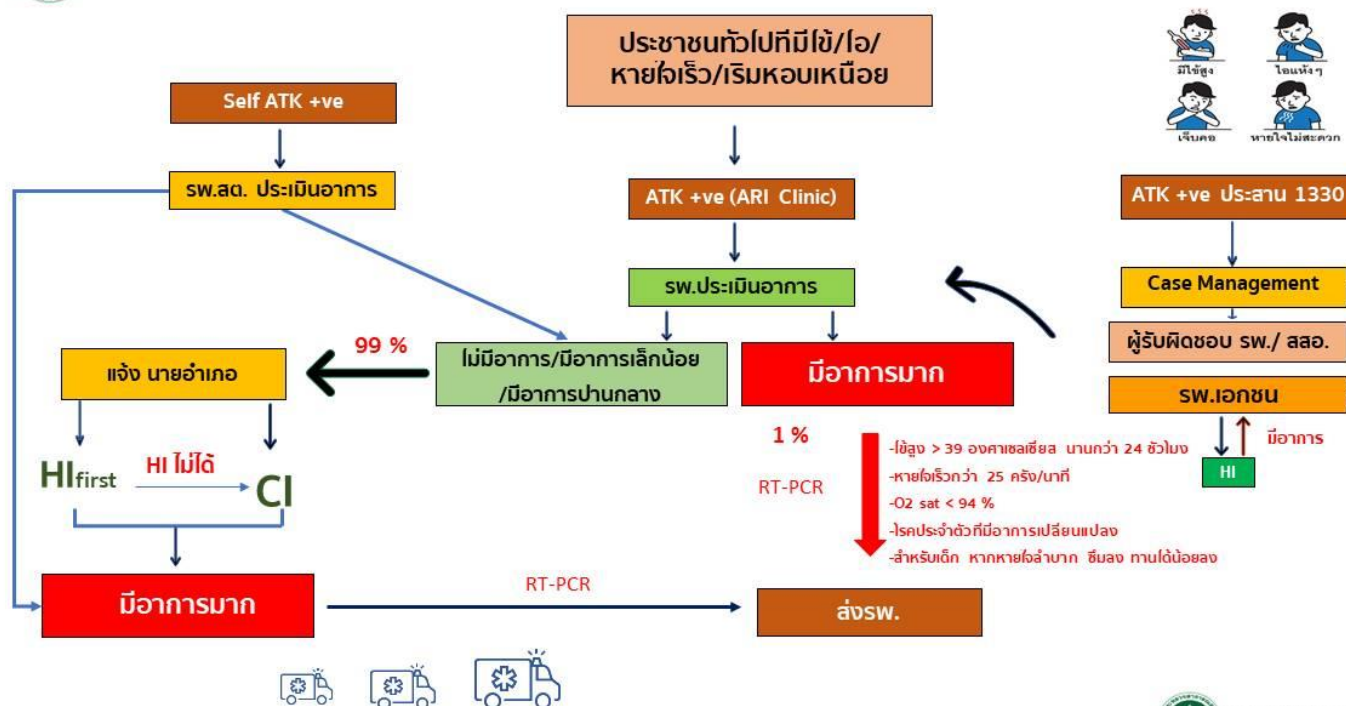 ประชาชนทั่วไปที่มีไข้/ไอ/
หายใจเร็ว/เริ่มหอบเหนื่อย
มีไข้สูง
ไอแห้งๆ
เจ็บคอ
หายใจไม่สะดวก
Self ATK +ve
รพ.สต. ประเมินอาการ
ATK +ve (ARI Clinic)
ATK +ve ประสาน 1330
รพ.ประเมินอาการ
Case Management
ผู้รับผิดชอบ รพ./ สสอ.
รพ.เอกชน
มีอาการ
HI
99 %
ไม่มีอาการ/มีอาการเล็กน้อย
/มีอาการปานกลาง
มีอาการมาก
แจ้ง นายอำเภอ
1 %
RT-PCR
-ไข้สูง > 39 องศาเซลเซียส นานกว่า 24 ชั่วโมง
-หายใจเร็วกว่า 25 ครั้ง/นาที
-O2 sat < 94 %
-โรคประจำตัวที่มีอาการเปลี่ยนแปลง
-สำหรับเด็ก หากหายใจลำบาก ซึมลง ทานได้น้อยลง
HIfirst
HI ไม่ได้
CI
มีอาการมาก
RT-PCR
ส่งรพ.